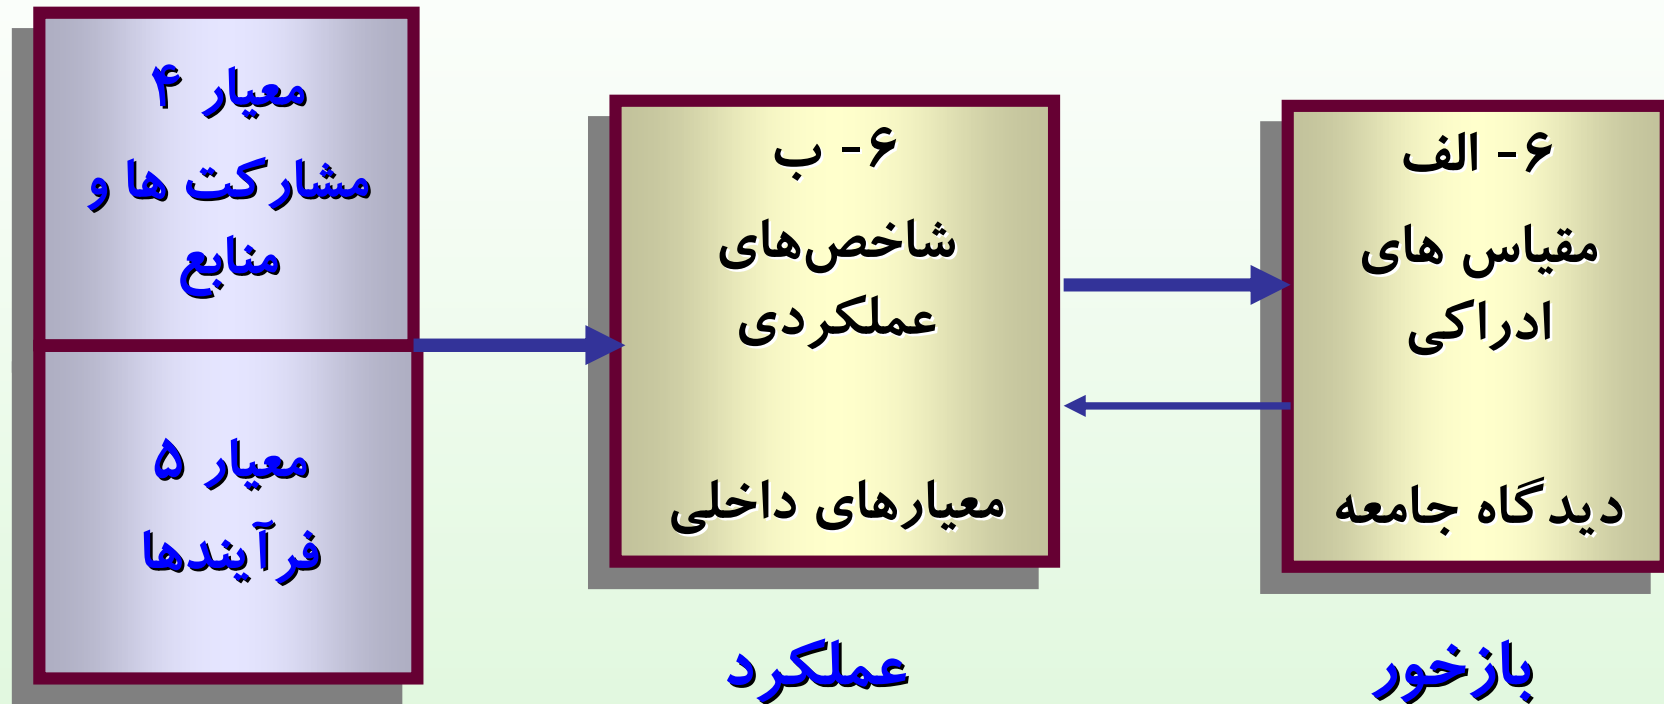 معیار ۴
مشارکت ها و
منابع
معیار ۵
فرآیندها
۶- ب
شاخص‌های
عملکردی
معیارهای داخلی
عملکرد
۶- الف
مقیاس های
ادراکی
دیدگاه جامعه
بازخور